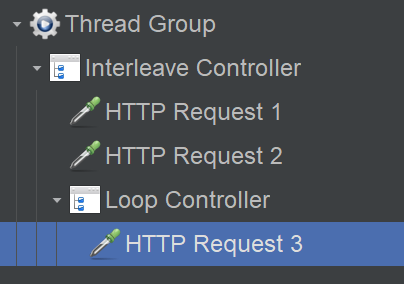 Thread Group
Interleave Controller
HTTP Request 1
HTTP Request 2
Loop Controller
HTTP Request 3